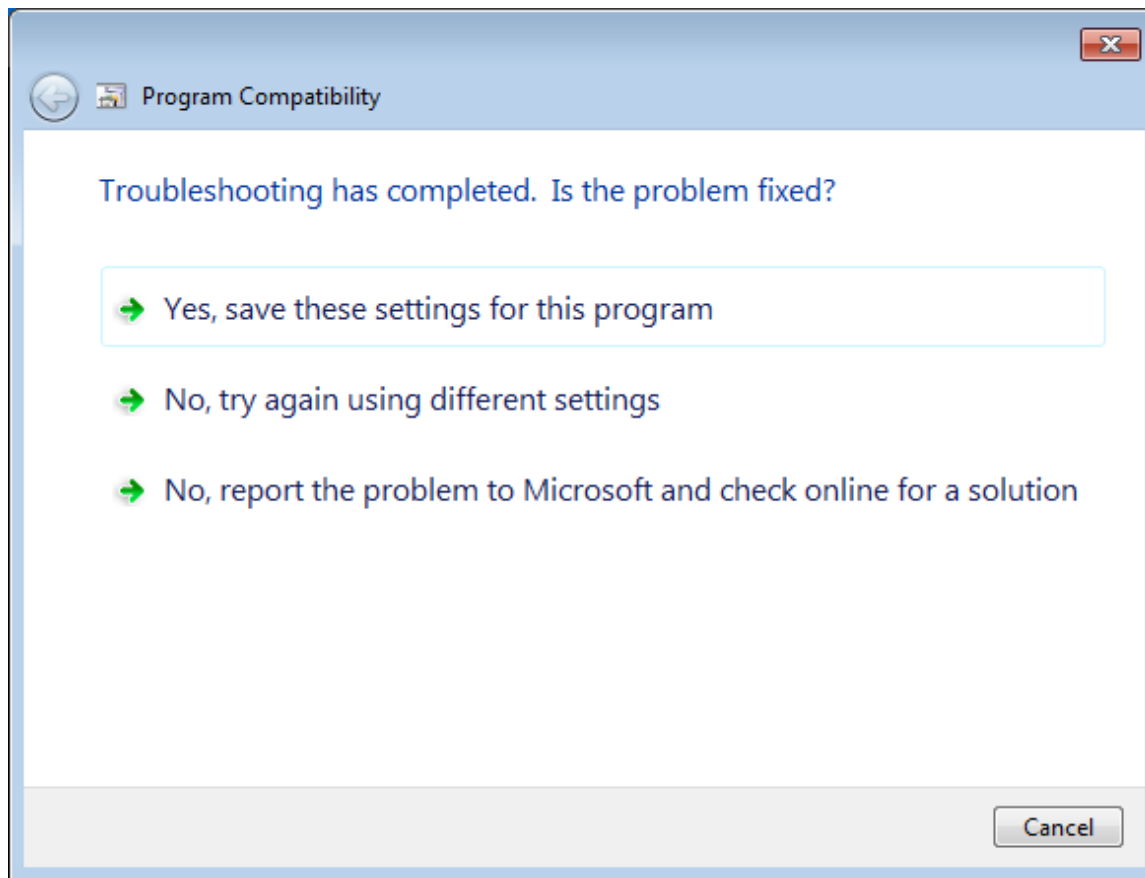 Program Compatibility
Troubleshooting has completed. Is the problem fixed?
Yes, save these settings for this program
No, try again using different settings
No, report the problem to Microsoft and check online for a solution
Cancel